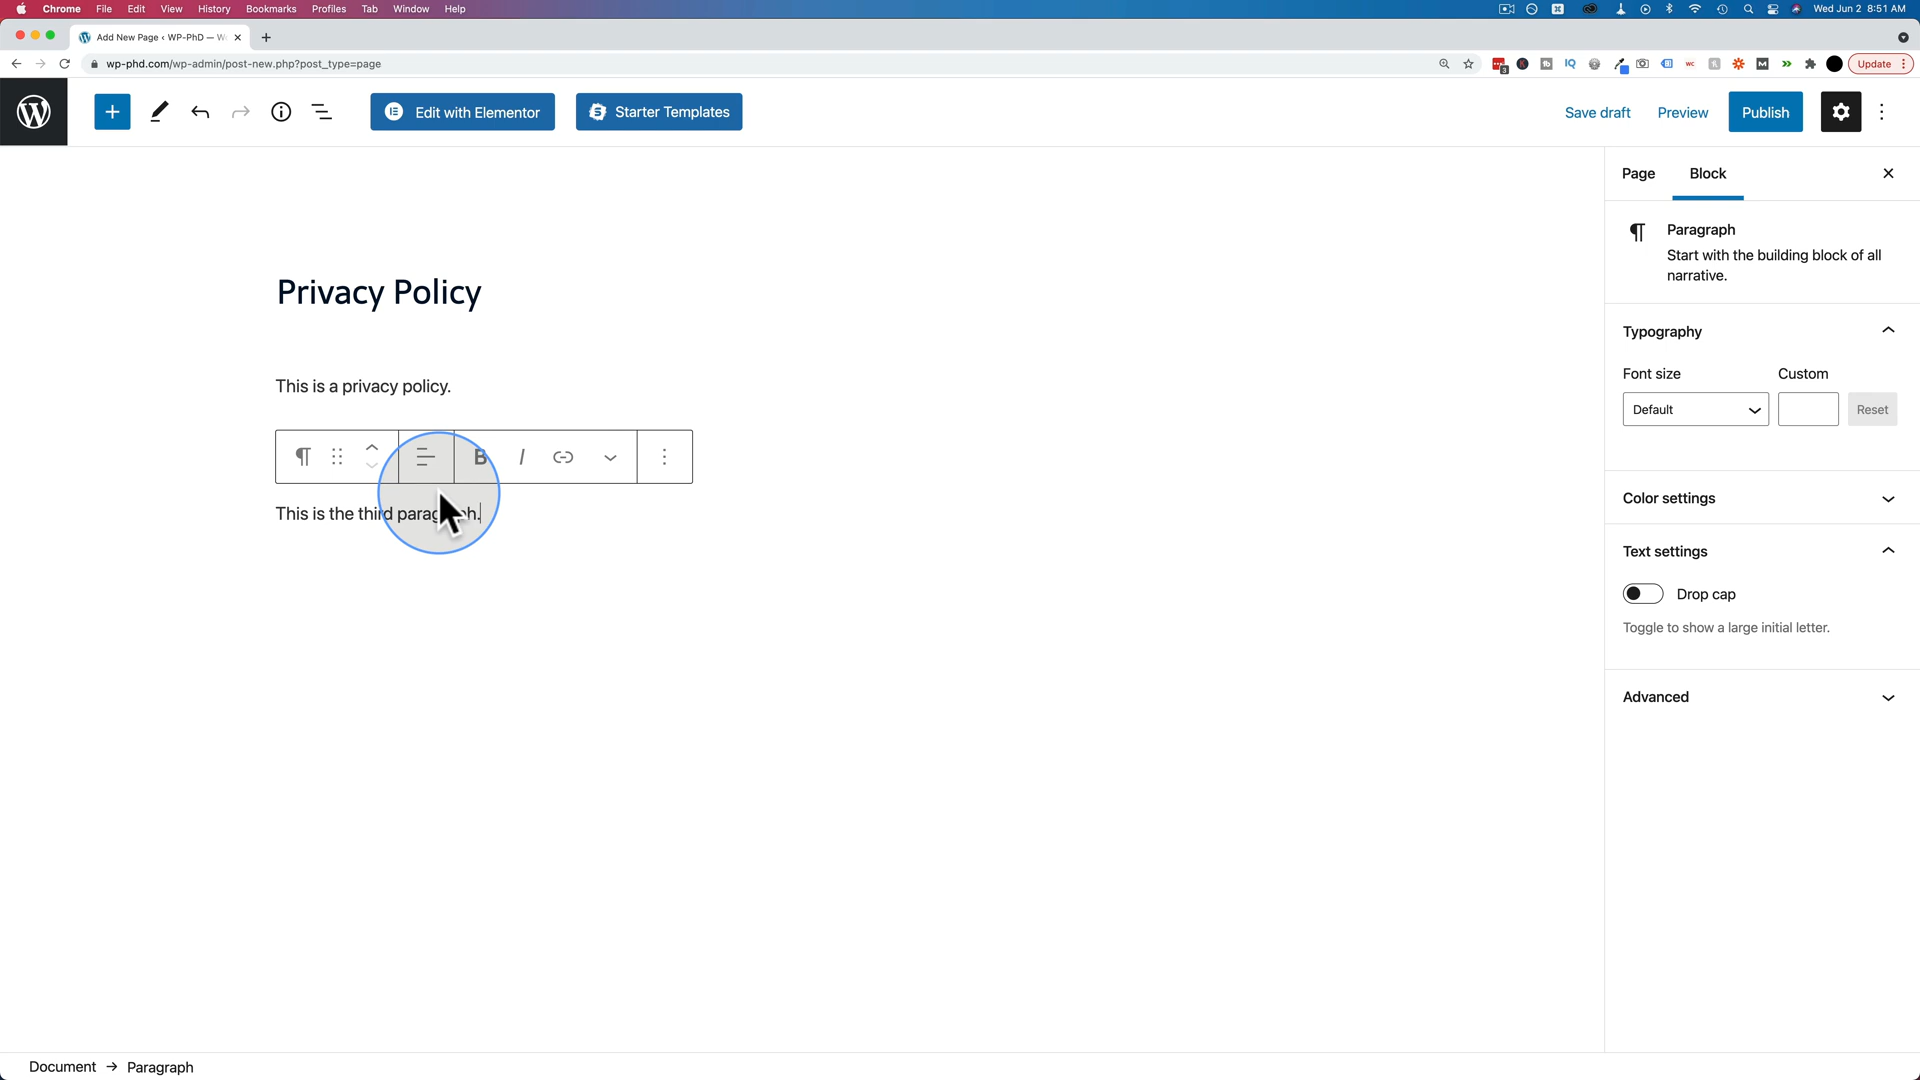 Chrome File Edit View History Bookmarks Profiles Tab Window Help Wed Jun 2 8:51 AM
Add New Page ‹ WP-PhD —
wp-phd.com/wp-admin/post-new.php?post_type=page
Update
Edit with Elementor
Starter Templates
Save draft
Preview
Publish
Page
Block
Paragraph
Start with the building block of all
narrative.
Privacy Policy
Typography
Font size
Custom
This is a privacy policy.
Default
Reset
B I
Color settings
This is the third
Text settings
Drop cap
Toggle to show a large initial letter.
Advanced
Document → Paragraph